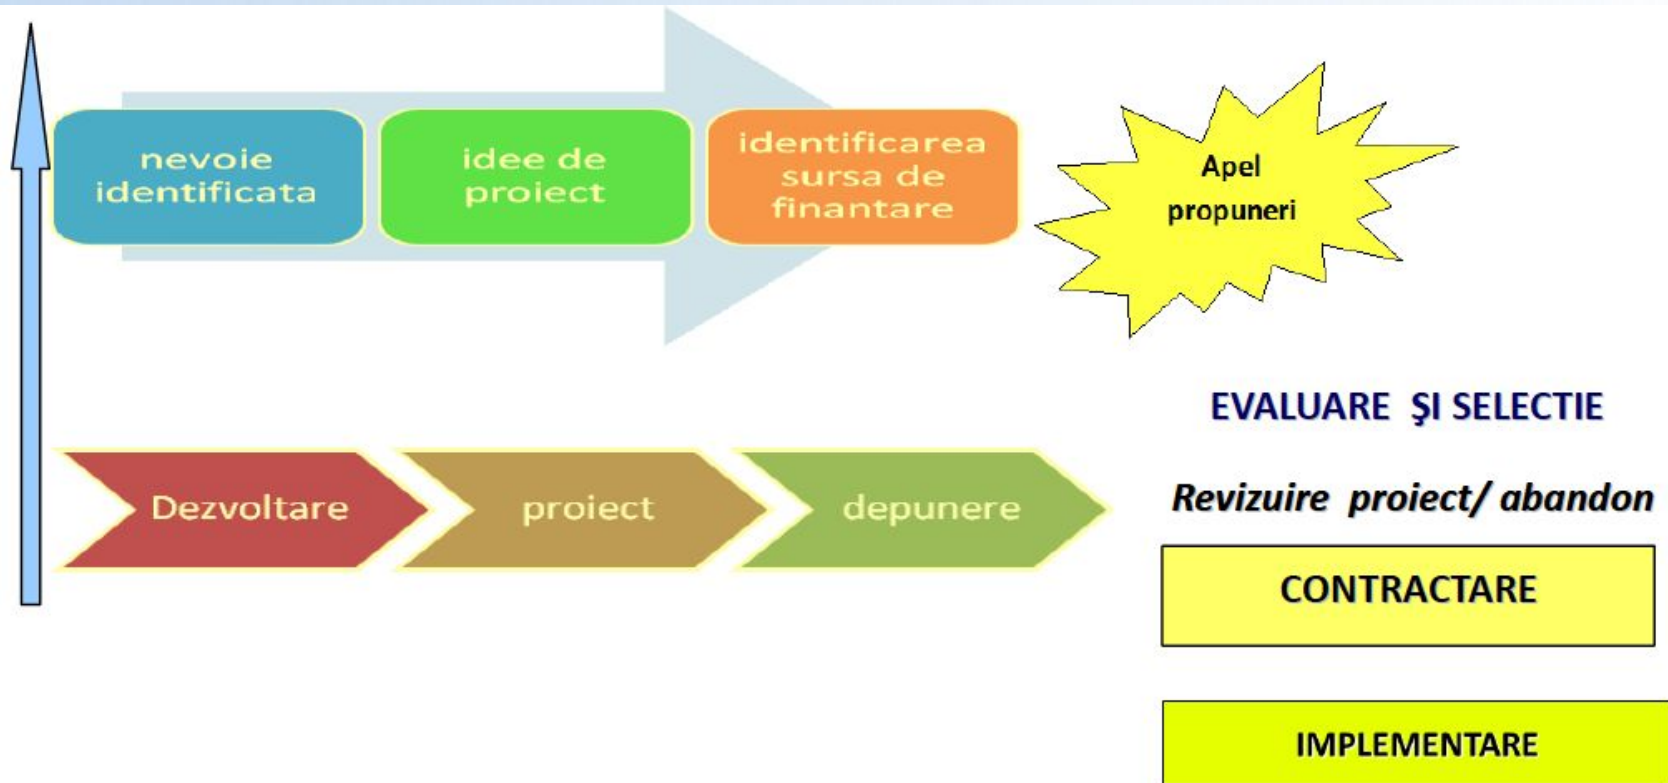 nevoie
identificata
idee de
proiect
identificarea
sursa de
finantare
Apel
propuneri
EVALUARE ŞI SELECTIE
Dezvoltare
proiect
depunere
Revizuire proiect/ abandon
CONTRACTARE
IMPLEMENTARE